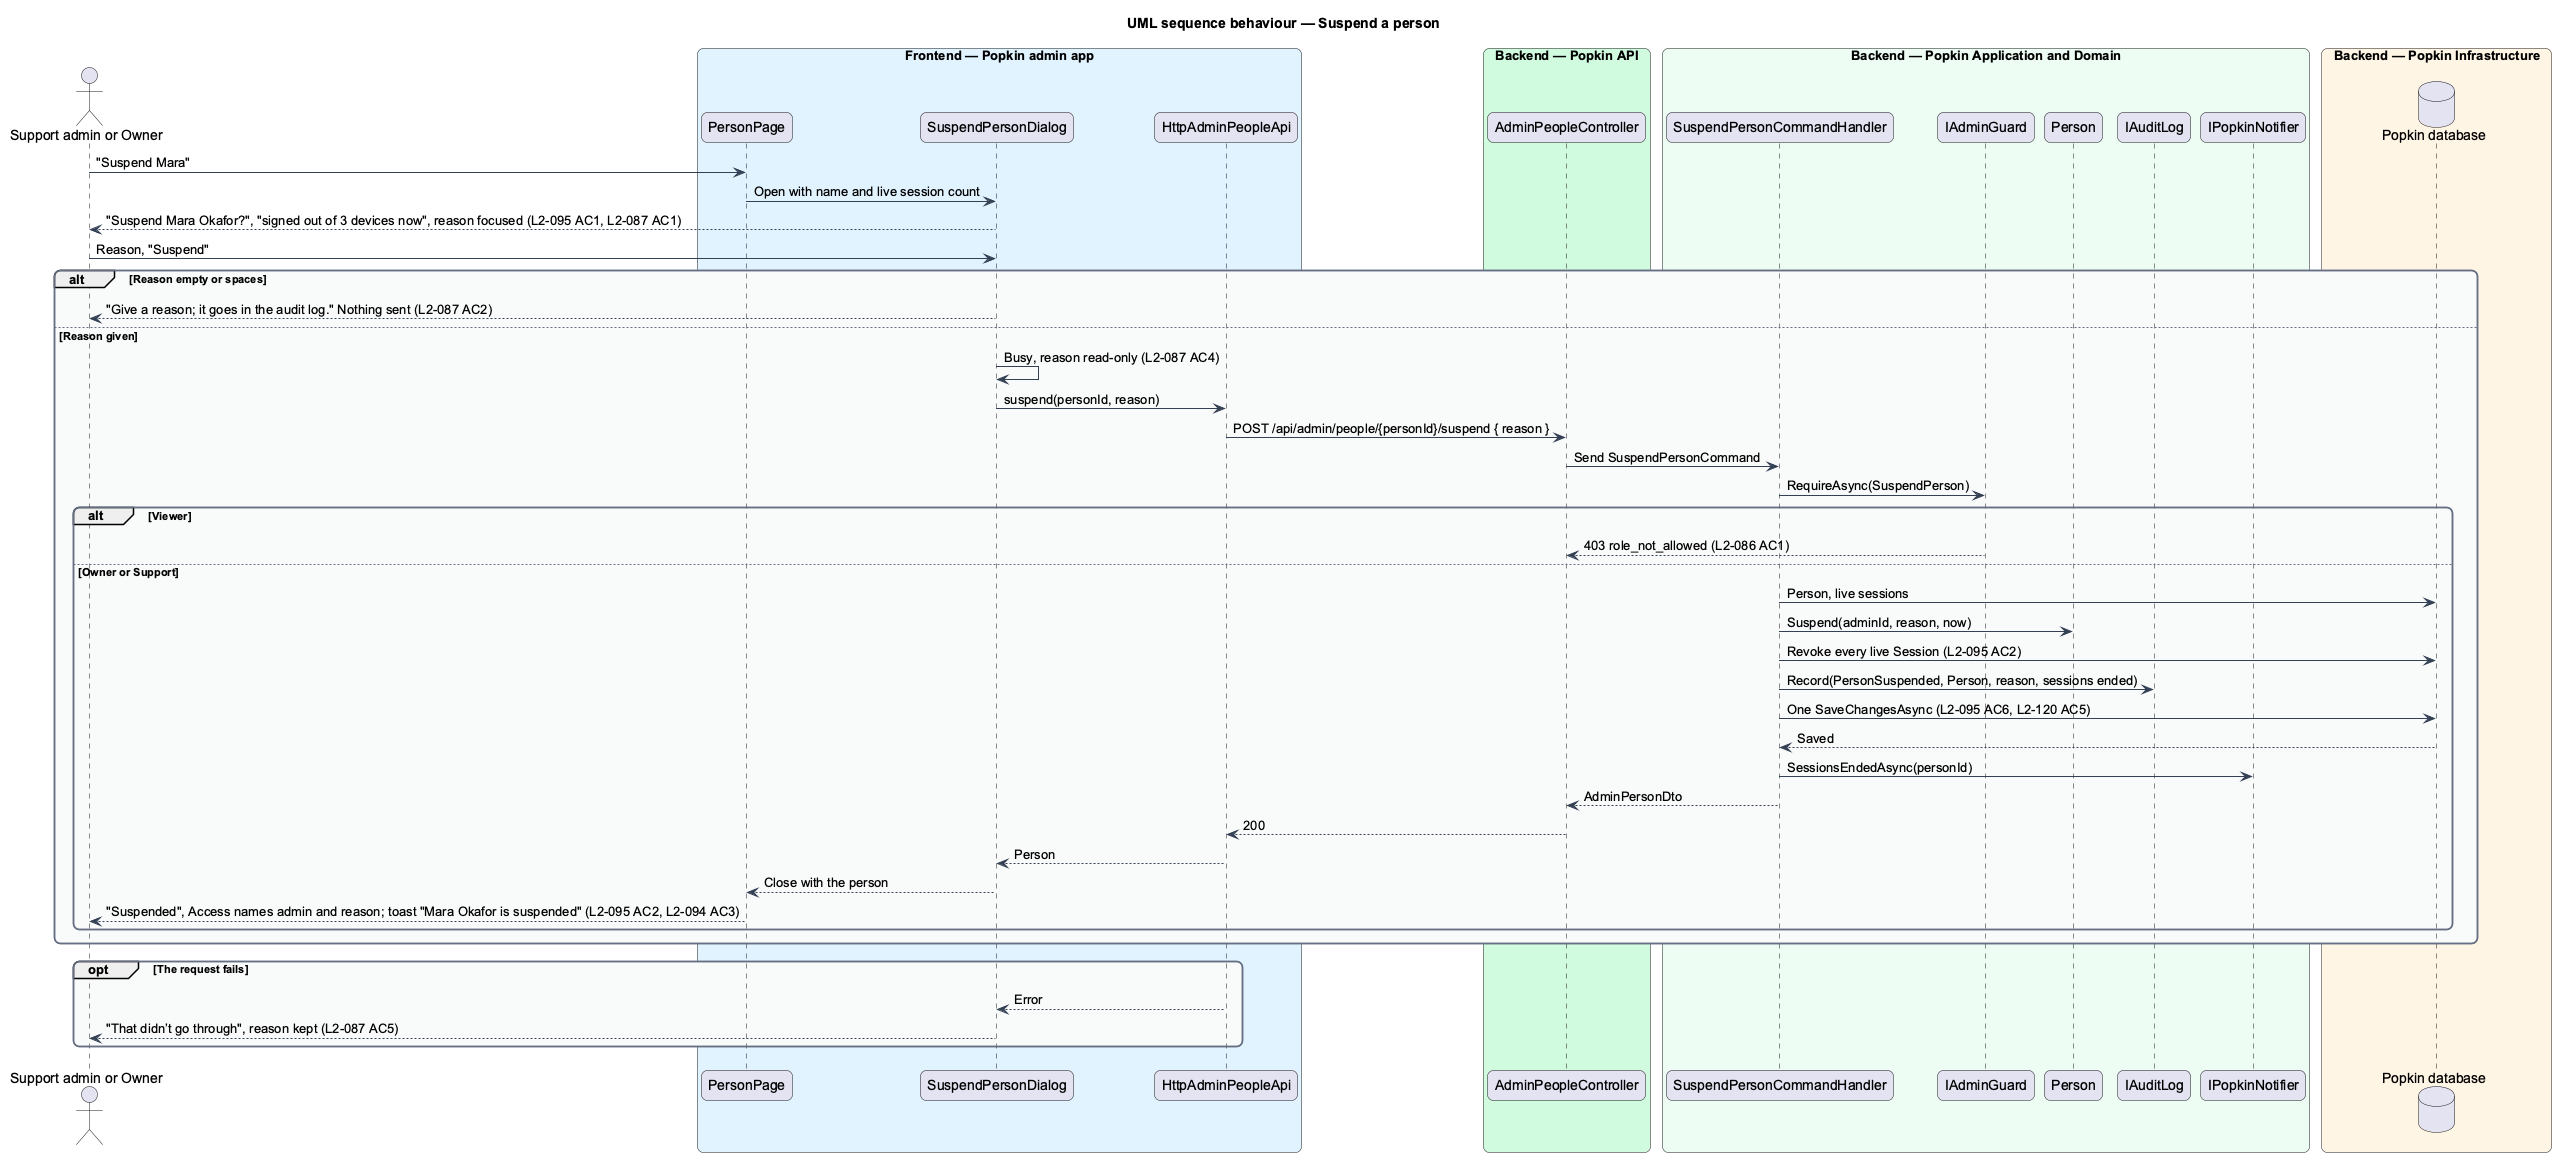 UML sequence behaviour — Suspend a person
Frontend — Popkin admin app
Backend — Popkin API
Backend — Popkin Application and Domain
Backend — Popkin Infrastructure
Support admin or Owner
PersonPage
SuspendPersonDialog
HttpAdminPeopleApi
AdminPeopleController
SuspendPersonCommandHandler
IAdminGuard
Person
IAuditLog
IPopkinNotifier
Popkin database
"Suspend Mara"
Open with name and live session count
"Suspend Mara Okafor?", "signed out of 3 devices now", reason focused (L2-095 AC1, L2-087 AC1)
Reason, "Suspend"
alt
[Reason empty or spaces]
"Give a reason; it goes in the audit log." Nothing sent (L2-087 AC2)
[Reason given]
Busy, reason read-only (L2-087 AC4)
suspend(personId, reason)
POST /api/admin/people/{personId}/suspend { reason }
Send SuspendPersonCommand
RequireAsync(SuspendPerson)
alt
[Viewer]
403 role_not_allowed (L2-086 AC1)
[Owner or Support]
Person, live sessions
Suspend(adminId, reason, now)
Revoke every live Session (L2-095 AC2)
Record(PersonSuspended, Person, reason, sessions ended)
One SaveChangesAsync (L2-095 AC6, L2-120 AC5)
Saved
SessionsEndedAsync(personId)
AdminPersonDto
200
Person
Close with the person
"Suspended", Access names admin and reason; toast "Mara Okafor is suspended" (L2-095 AC2, L2-094 AC3)
opt
[The request fails]
Error
"That didn't go through", reason kept (L2-087 AC5)
Support admin or Owner
PersonPage
SuspendPersonDialog
HttpAdminPeopleApi
AdminPeopleController
SuspendPersonCommandHandler
IAdminGuard
Person
IAuditLog
IPopkinNotifier
Popkin database